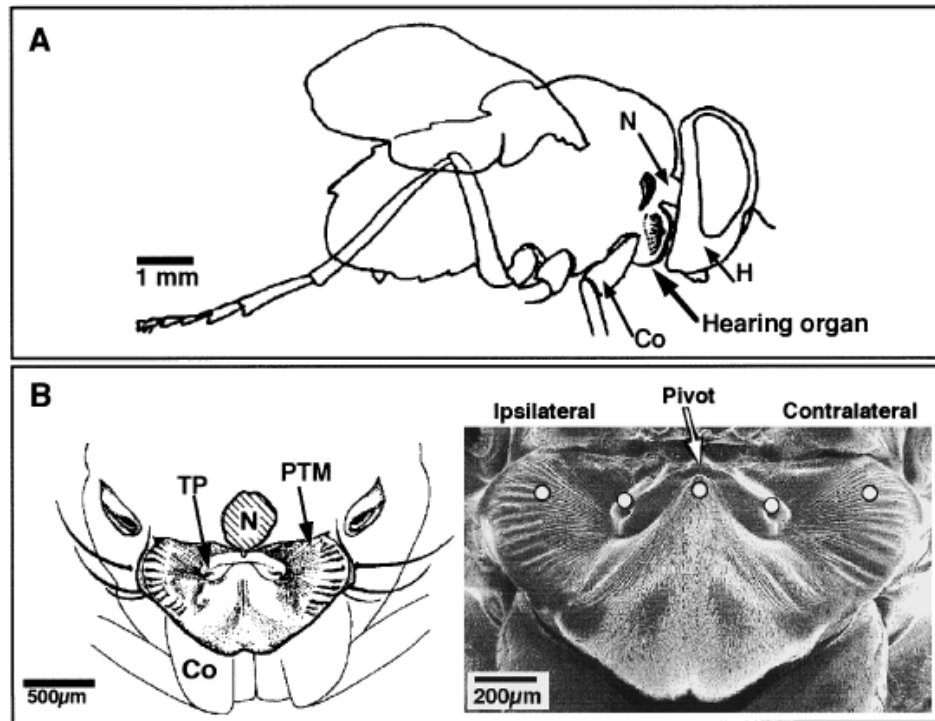 A
N
1 mm
H
Hearing organ
Co
B
Pivot
Ipsilateral
Contralateral
TP
PTM
N
Co
500µm
200µm